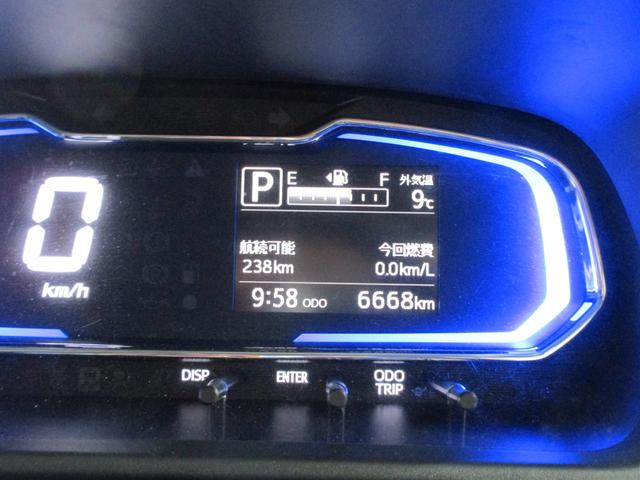 0
km/h
P E F 外気温
9℃
航続可能 今回燃費
238km 0.0km/L
9:58 ODO 6668km
DISP ENTER ODO
TRIP